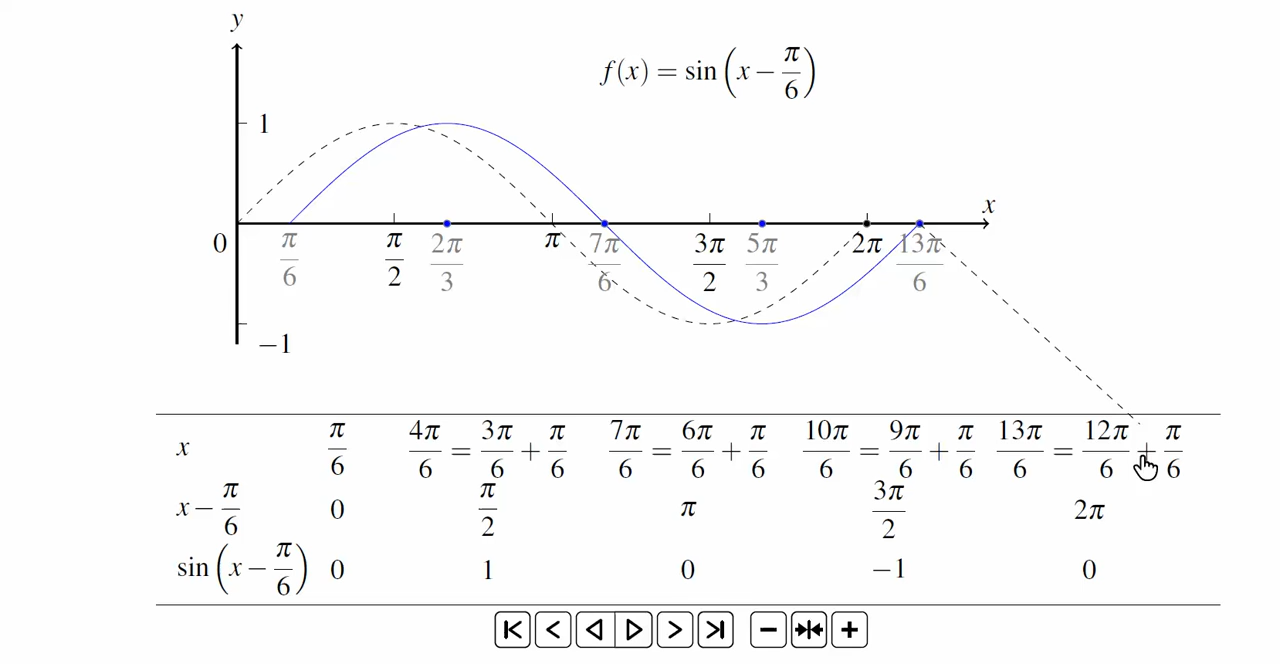 y
f(x) = sin(x − π/6)
1
x
0 π/6 π/2 2π/3 π 7π/6 3π/2 5π/3 2π 13π/6
−1
x π/6 4π/6 = 3π/6 + π/6 7π/6 = 6π/6 + π/6 10π/6 = 9π/6 + π/6 13π/6 = 12π/6 + π/6
x − π/6 0 π/2 π 3π/2 2π
sin(x − π/6) 0 1 0 −1 0